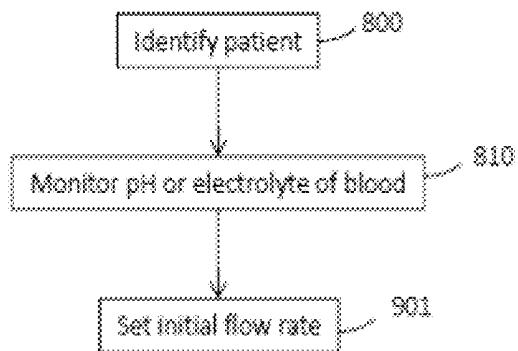 Identify patient 800
Monitor pH or electrolyte of blood 810
Set initial flow rate 901